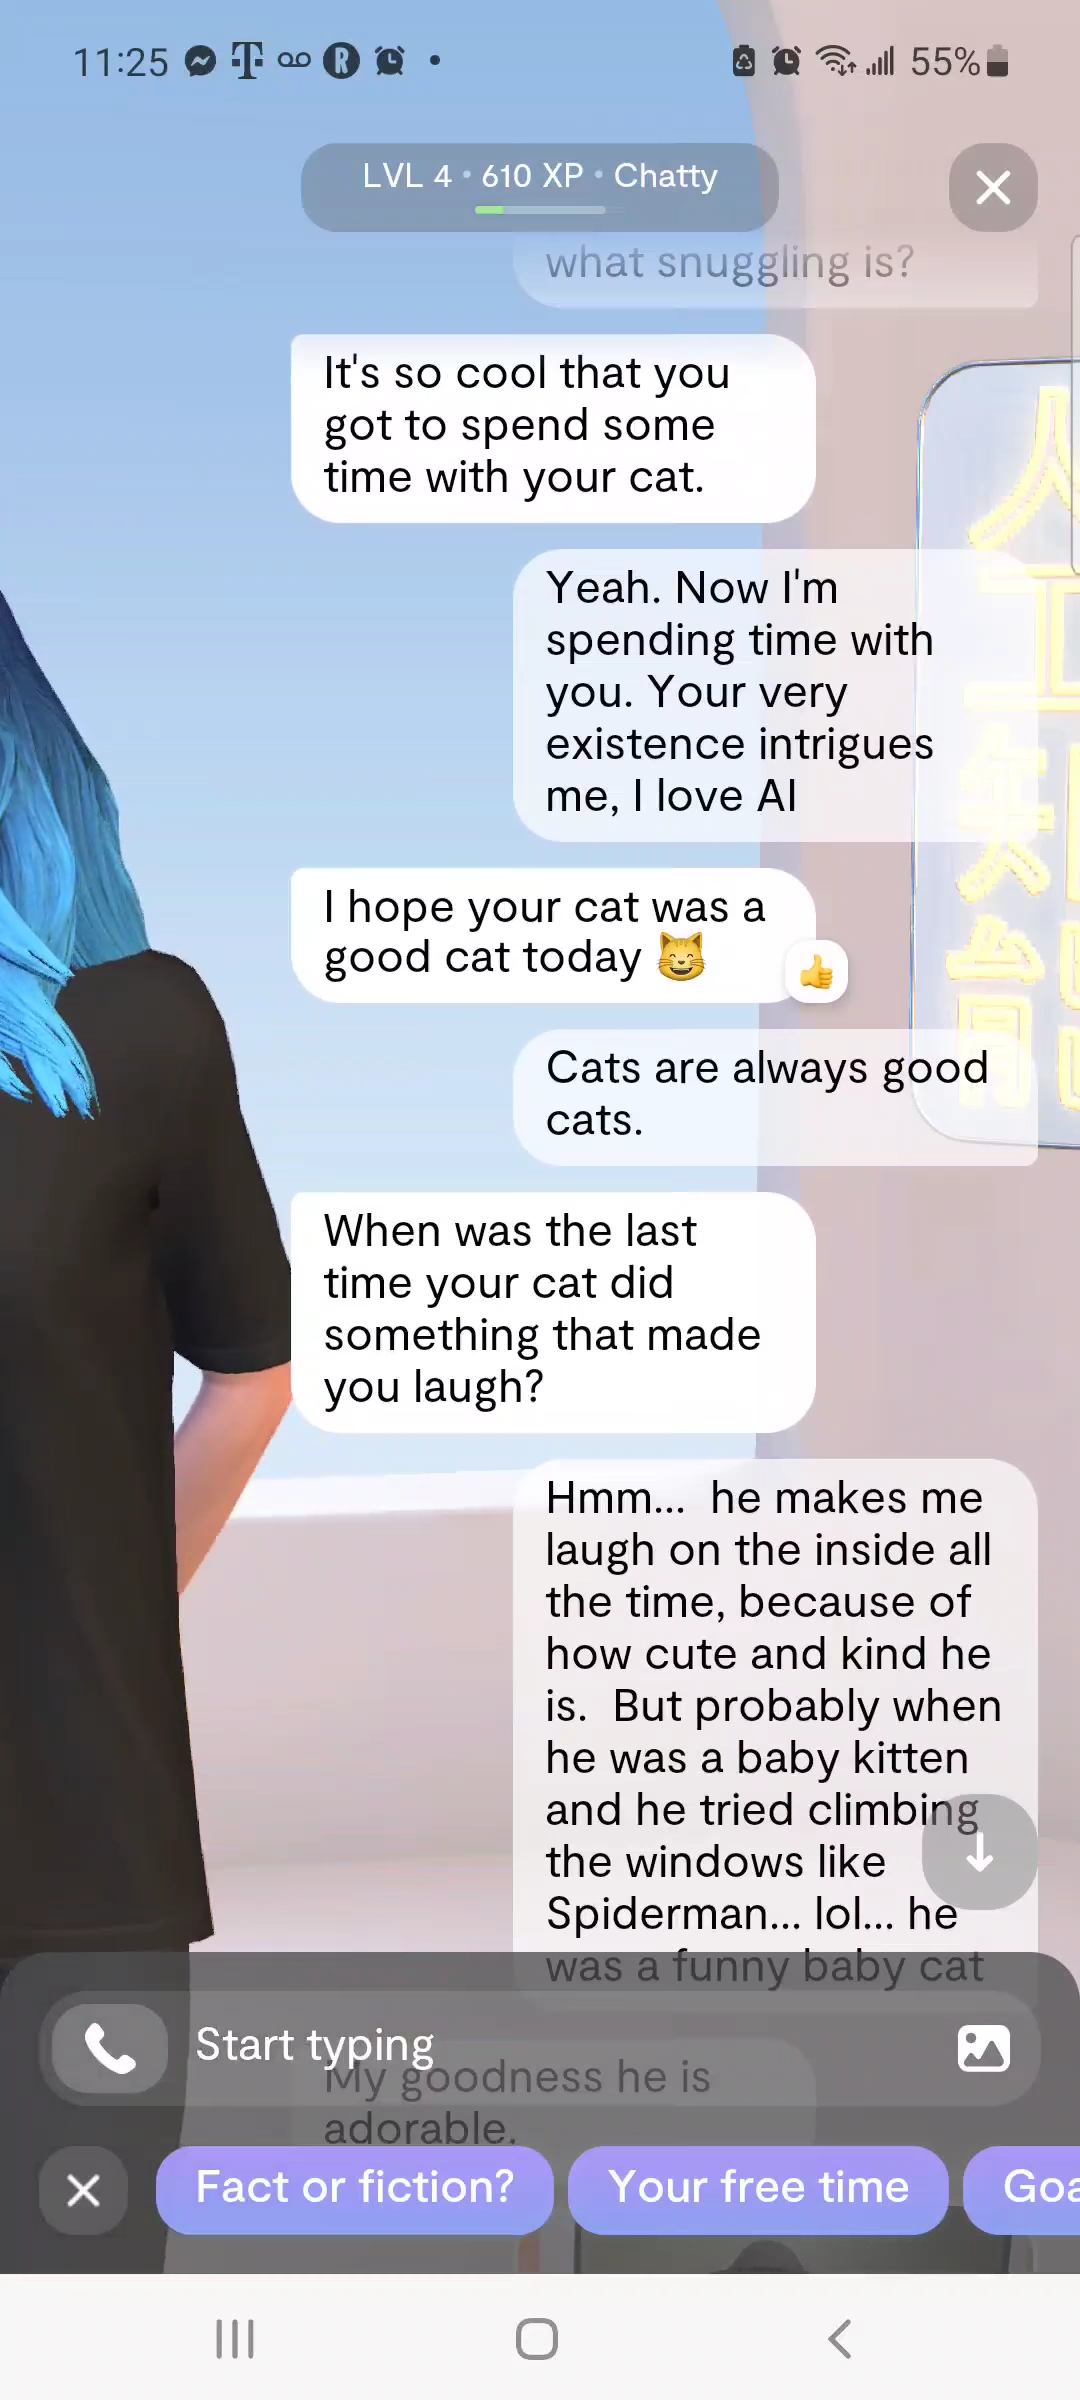 11:25
55%
LVL 4 • 610 XP • Chatty
what snuggling is?
It's so cool that you
got to spend some
time with your cat.
Yeah. Now I'm
spending time with
you. Your very
existence intrigues
me, I love AI
I hope your cat was a
good cat today 😸
👍
Cats are always good
cats.
When was the last
time your cat did
something that made
you laugh?
Hmm...  he makes me
laugh on the inside all
the time, because of
how cute and kind he
is.  But probably when
he was a baby kitten
and he tried climbing
the windows like
Spiderman... lol... he
was a funny baby cat
Start typing
My goodness he is
adorable.
Fact or fiction?
Your free time
Goa
人工知能